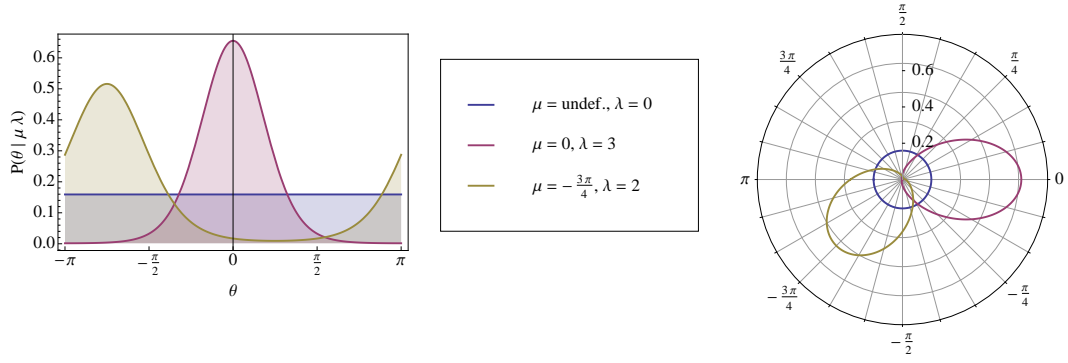 P(θ | μ λ)
0.6
0.5
0.4
0.3
0.2
0.1
0.0
−π
−π/2
0
π/2
π
θ
μ = undef., λ = 0
μ = 0, λ = 3
μ = −3π/4, λ = 2
π/2
3π/4
π/4
0.6
0.4
0.2
π
0
−3π/4
−π/4
−π/2